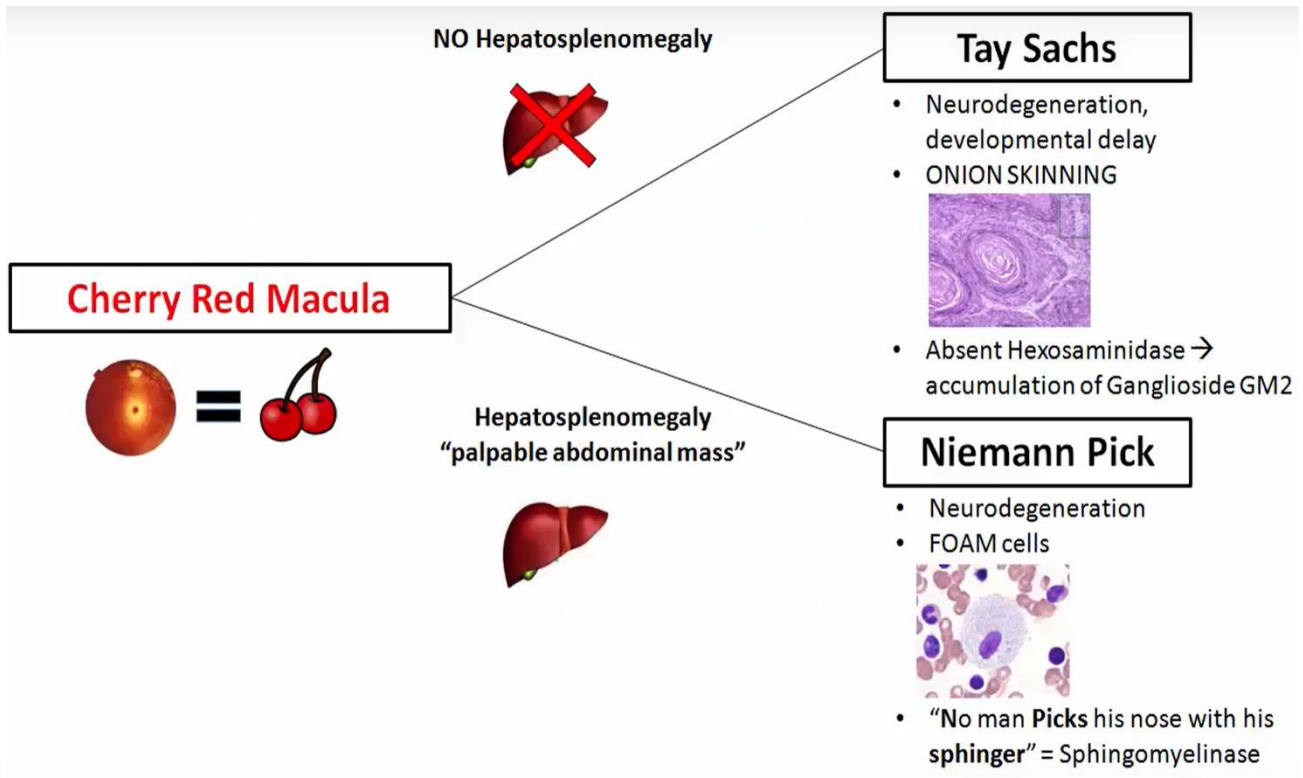 NO Hepatosplenomegaly
Tay Sachs
• Neurodegeneration,
developmental delay
• ONION SKINNING
• Absent Hexosaminidase →
accumulation of Ganglioside GM2
Cherry Red Macula
=
Hepatosplenomegaly
“palpable abdominal mass”
Niemann Pick
• Neurodegeneration
• FOAM cells
• “No man Picks his nose with his
sphinger” = Sphingomyelinase